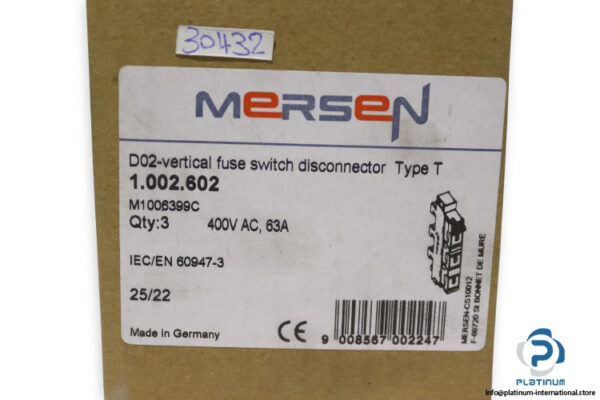 30432
MERSEN
D02-vertical fuse switch disconnector Type T
1.002.602
M1006399C
Qty:3 400V AC, 63A
IEC/EN 60947-3
25/22
Made in Germany
CE
9 008567 002247
MERSEN-CS10012
F-69720 St BONNET DE MURE
PLATINUM
info@platinum-international.store